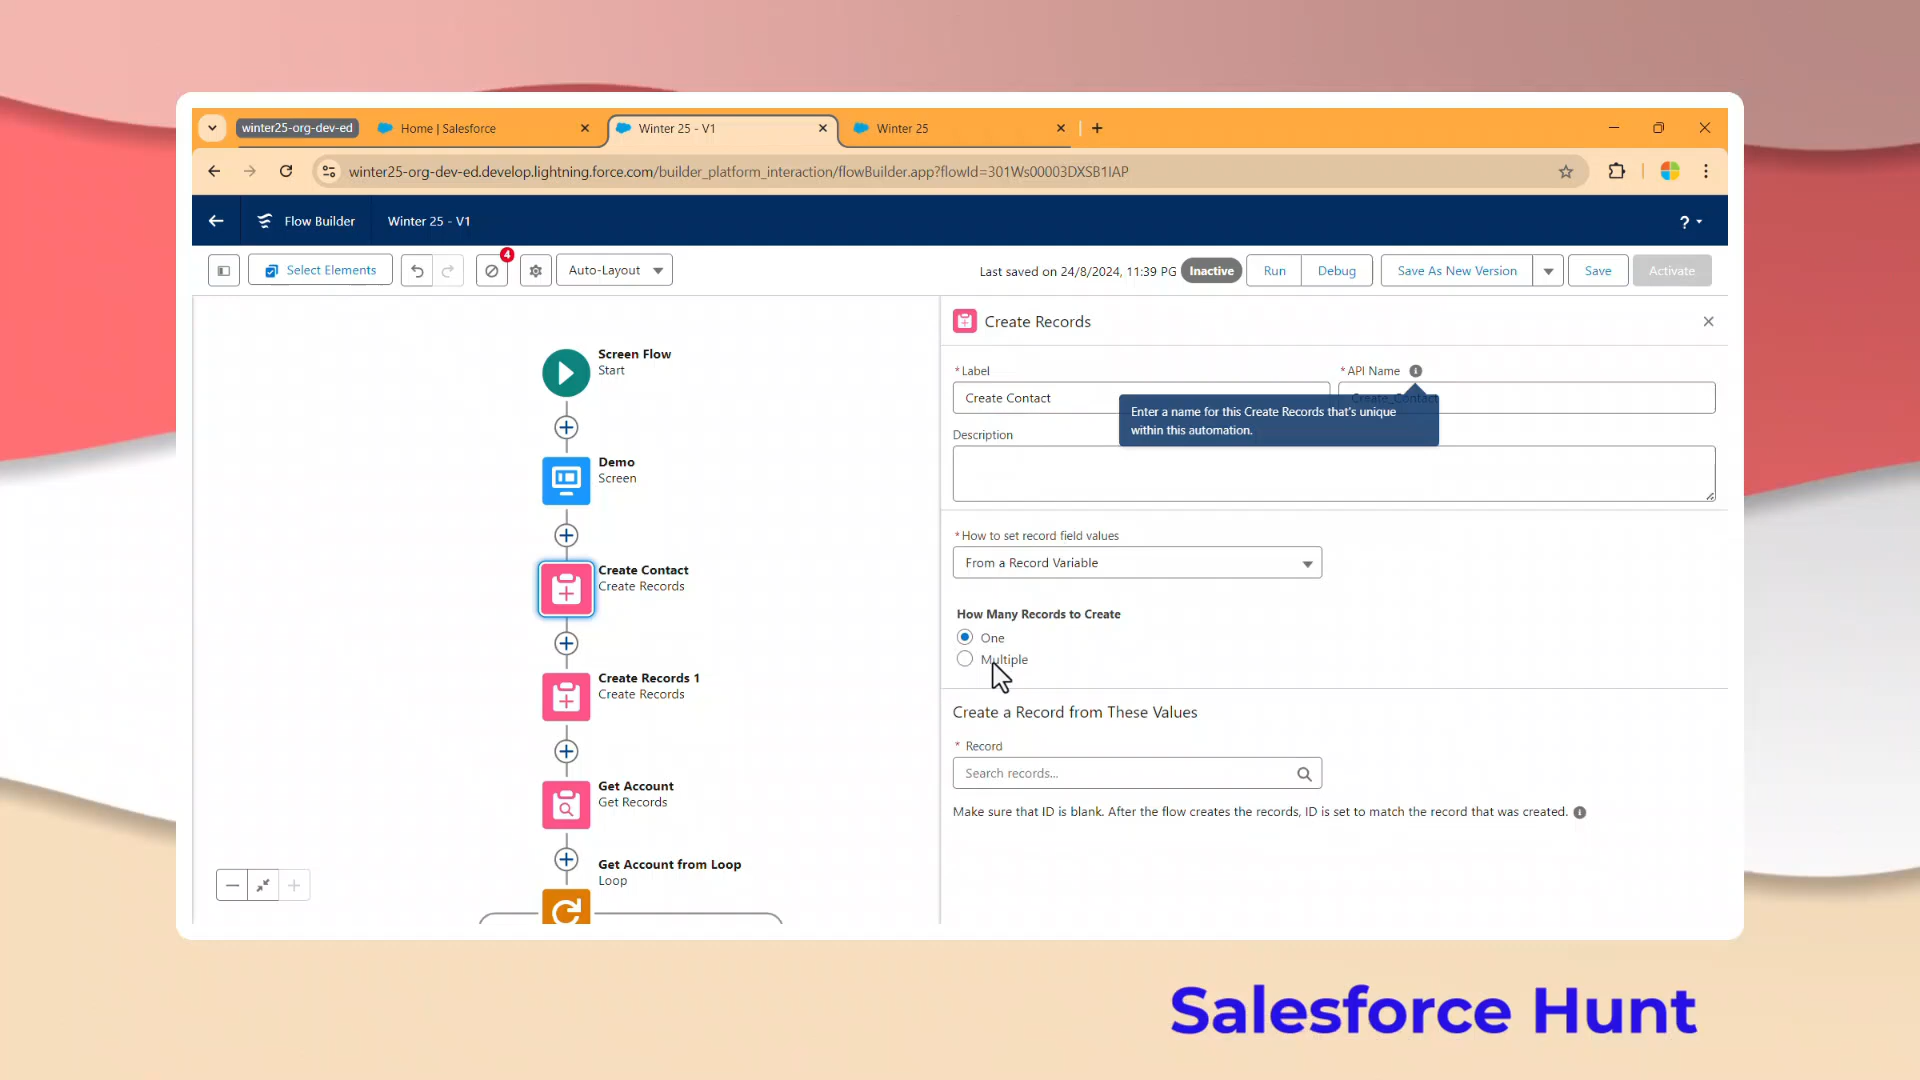 winter25-org-dev-ed
Home | Salesforce
Winter 25 - V1
Winter 25
winter25-org-dev-ed.develop.lightning.force.com/builder_platform_interaction/flowBuilder.app?flowId=301Ws00003DXSB1IAP
Flow Builder
Winter 25 - V1
?
Select Elements
4
Auto-Layout
Last saved on 24/8/2024, 11:39 PG
Inactive
Run
Debug
Save As New Version
Save
Activate
Screen Flow
Start
Demo
Screen
Create Contact
Create Records
Create Records 1
Create Records
Get Account
Get Records
Get Account from Loop
Loop
Create Records
*Label
*API Name
Create Contact
Create_Contact
Enter a name for this Create Records that's unique
within this automation.
Description
*How to set record field values
From a Record Variable
How Many Records to Create
One
Multiple
Create a Record from These Values
* Record
Search records...
Make sure that ID is blank. After the flow creates the records, ID is set to match the record that was created.
Salesforce Hunt